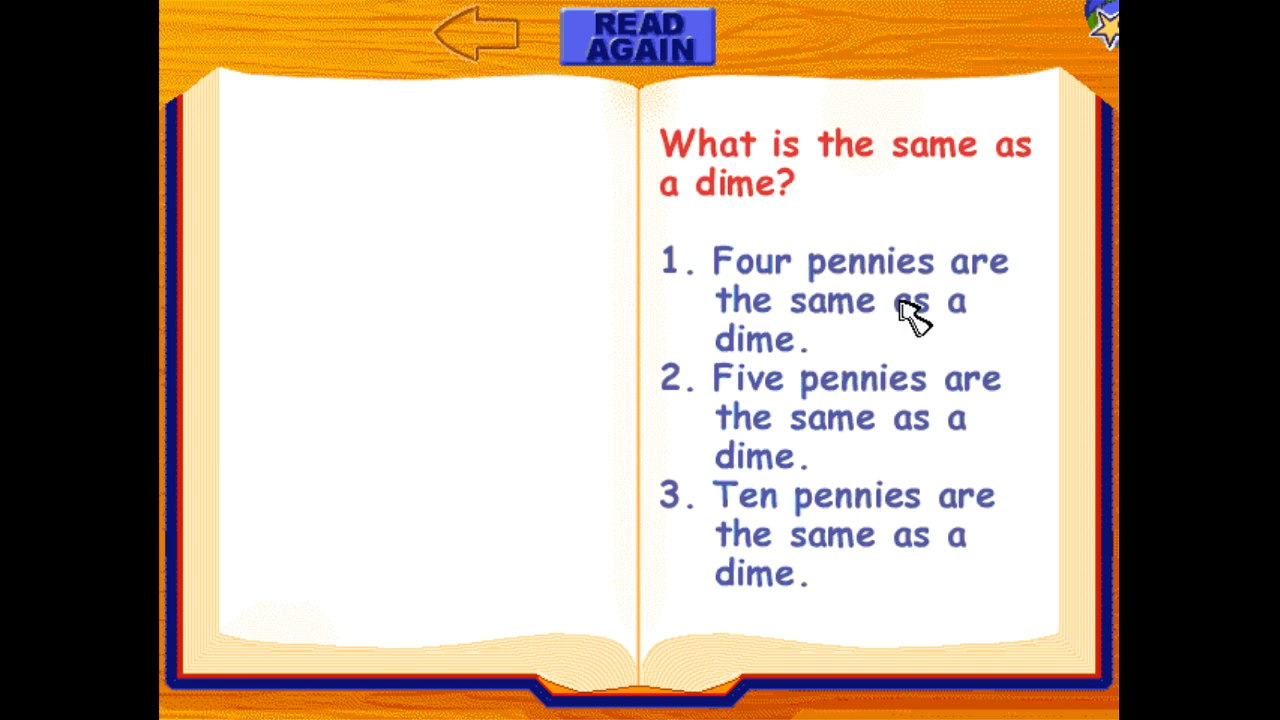 READ
AGAIN
What is the same as
a dime?
1. Four pennies are
the same as a
dime.
2. Five pennies are
the same as a
dime.
3. Ten pennies are
the same as a
dime.